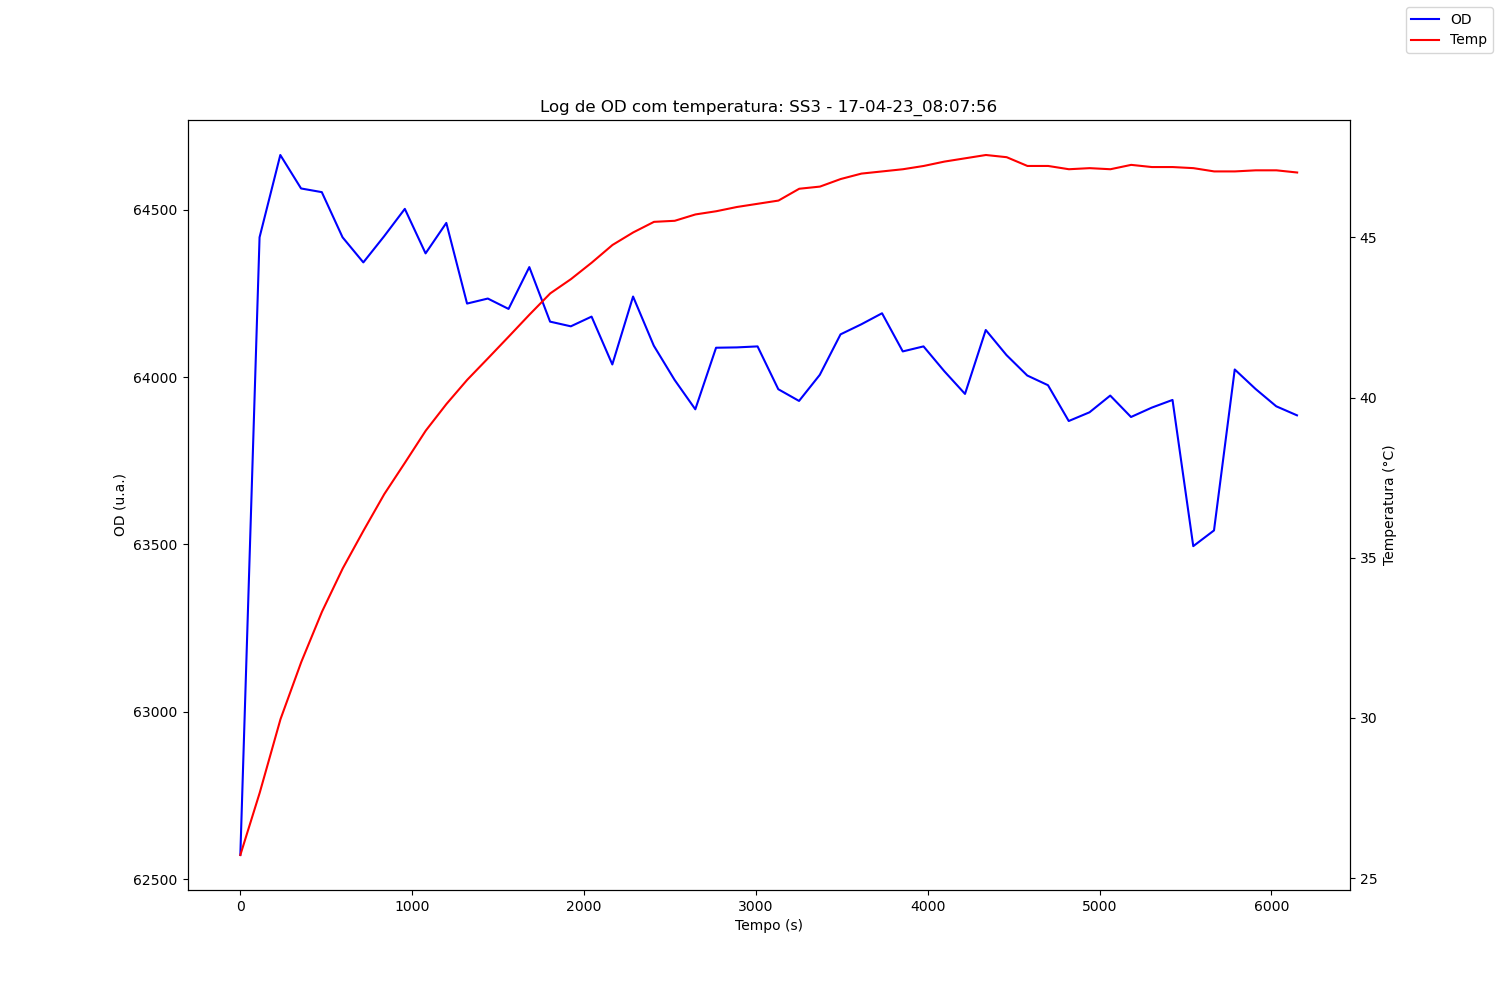 OD
Temp
Log de OD com temperatura: SS3 - 17-04-23_08:07:56
64500
64000
63500
63000
62500
OD (u.a.)
45
40
35
30
25
Temperatura (°C)
0 1000 2000 3000 4000 5000 6000
Tempo (s)